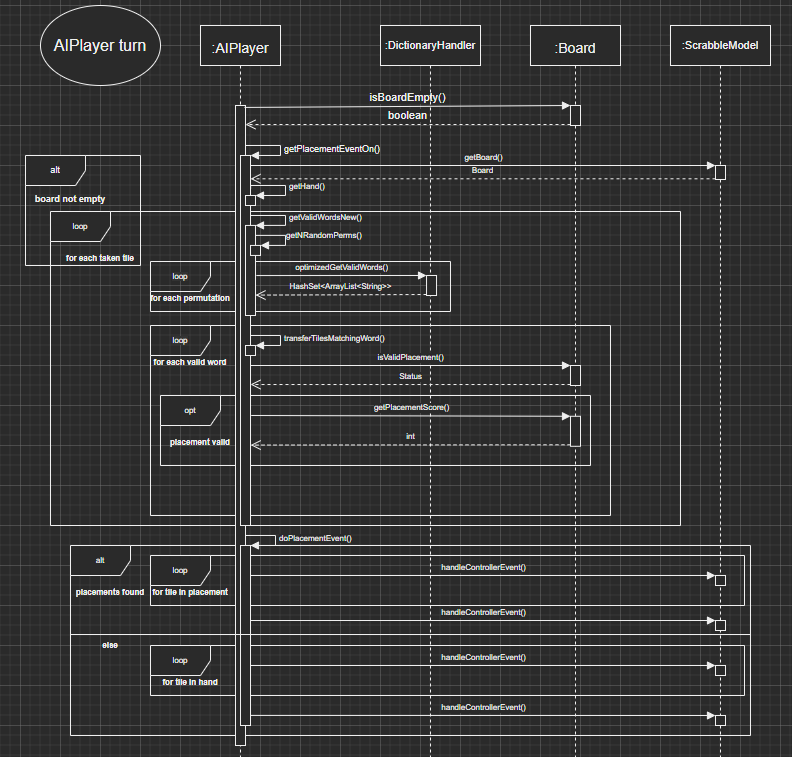 AIPlayer turn
:AIPlayer
:DictionaryHandler
:Board
:ScrabbleModel
isBoardEmpty()
boolean
getPlacementEventOn()
getBoard()
Board
alt
getHand()
board not empty
getValidWordsNew()
loop
getNRandomPerms()
for each taken tile
optimizedGetValidWords()
loop
HashSet<ArrayList<String>>
for each permutation
transferTilesMatchingWord()
loop
isValidPlacement()
for each valid word
Status
opt
getPlacementScore()
placement valid
int
doPlacementEvent()
alt
loop
handleControllerEvent()
placements found
for tile in placement
handleControllerEvent()
else
loop
handleControllerEvent()
for tile in hand
handleControllerEvent()